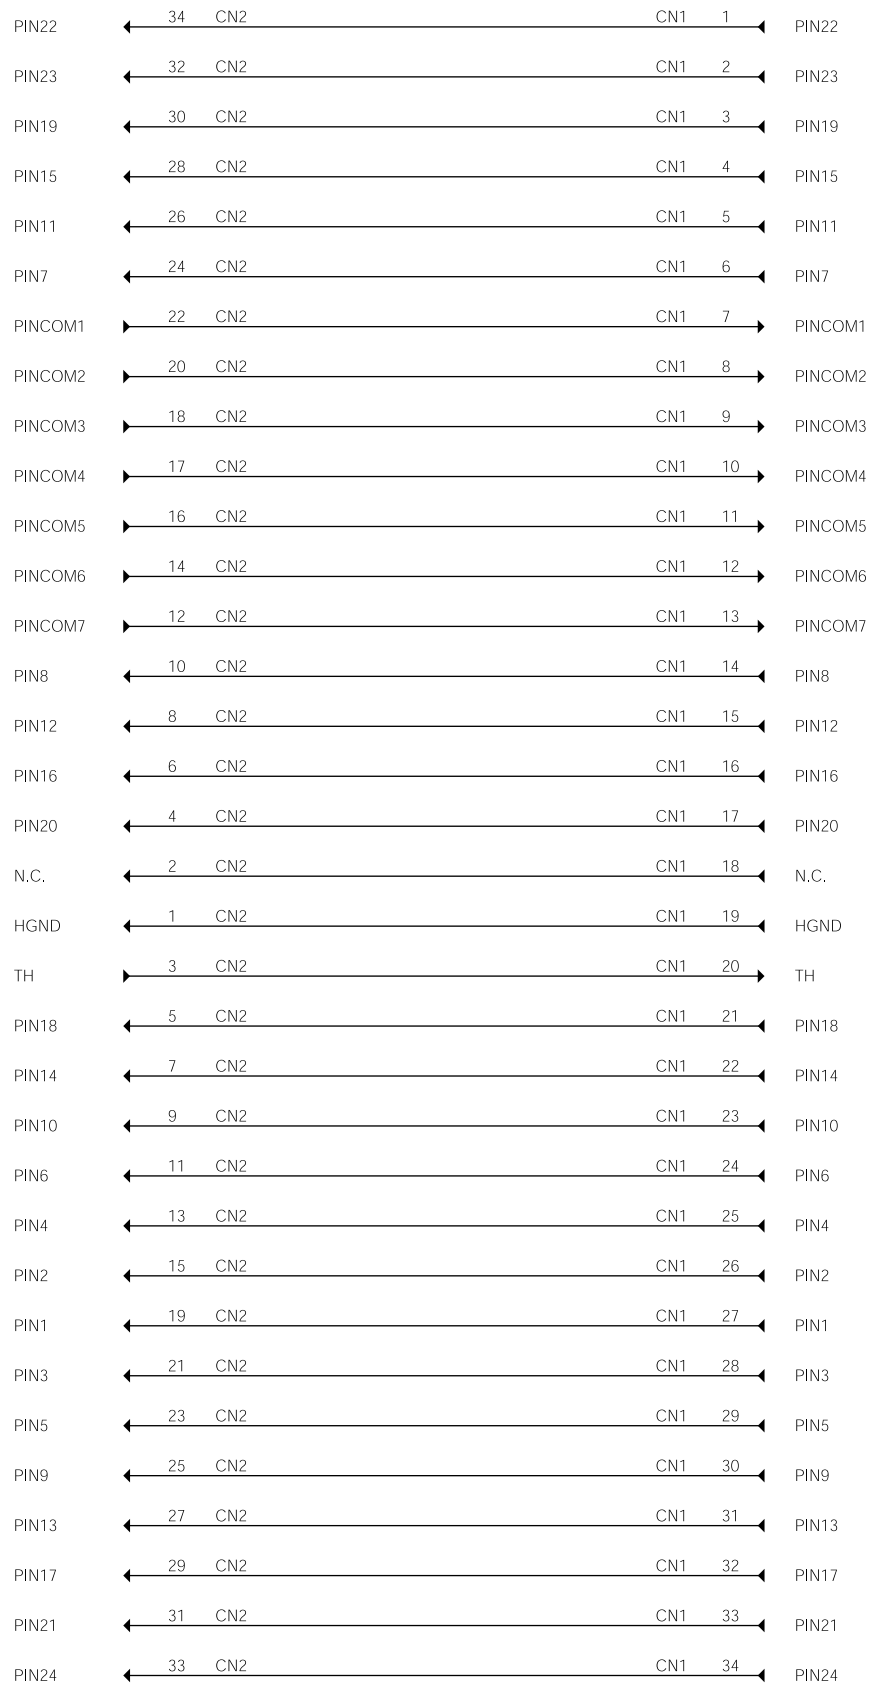 PIN22 34 CN2 CN1 1 PIN22
PIN23 32 CN2 CN1 2 PIN23
PIN19 30 CN2 CN1 3 PIN19
PIN15 28 CN2 CN1 4 PIN15
PIN11 26 CN2 CN1 5 PIN11
PIN7 24 CN2 CN1 6 PIN7
PINCOM1 22 CN2 CN1 7 PINCOM1
PINCOM2 20 CN2 CN1 8 PINCOM2
PINCOM3 18 CN2 CN1 9 PINCOM3
PINCOM4 17 CN2 CN1 10 PINCOM4
PINCOM5 16 CN2 CN1 11 PINCOM5
PINCOM6 14 CN2 CN1 12 PINCOM6
PINCOM7 12 CN2 CN1 13 PINCOM7
PIN8 10 CN2 CN1 14 PIN8
PIN12 8 CN2 CN1 15 PIN12
PIN16 6 CN2 CN1 16 PIN16
PIN20 4 CN2 CN1 17 PIN20
N.C. 2 CN2 CN1 18 N.C.
HGND 1 CN2 CN1 19 HGND
TH 3 CN2 CN1 20 TH
PIN18 5 CN2 CN1 21 PIN18
PIN14 7 CN2 CN1 22 PIN14
PIN10 9 CN2 CN1 23 PIN10
PIN6 11 CN2 CN1 24 PIN6
PIN4 13 CN2 CN1 25 PIN4
PIN2 15 CN2 CN1 26 PIN2
PIN1 19 CN2 CN1 27 PIN1
PIN3 21 CN2 CN1 28 PIN3
PIN5 23 CN2 CN1 29 PIN5
PIN9 25 CN2 CN1 30 PIN9
PIN13 27 CN2 CN1 31 PIN13
PIN17 29 CN2 CN1 32 PIN17
PIN21 31 CN2 CN1 33 PIN21
PIN24 33 CN2 CN1 34 PIN24